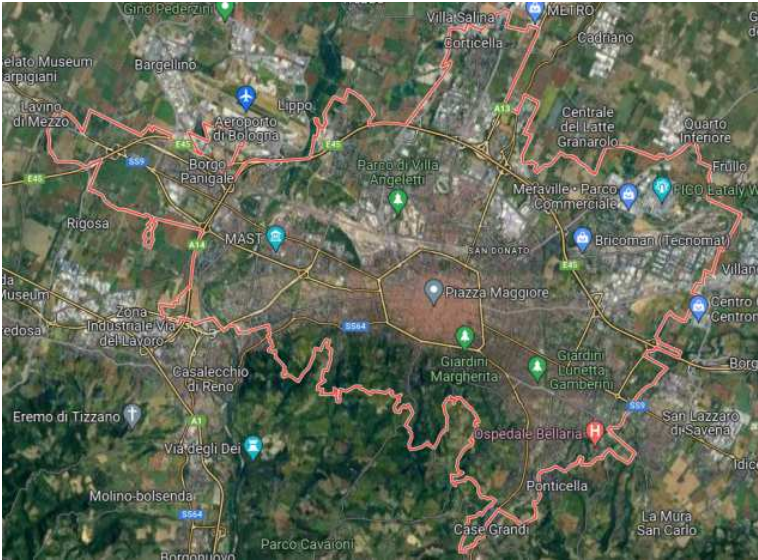 Gino Pederzini
Villa Salina
METRO
Corticella
Cadriano
Bargellino
elato Museum
arpigiani
Lavino
di Mezzo
Aeroporto
di Bologna
Lippo
A13
Centrale
del Latte
Granarolo
Quarto
Inferiore
E45
E45
SS9
Borgo
Panigale
Parco di Villa
Angeletti
Frullo
E45
Meraville - Parco
Commerciale
FICO Eataly W
Rigosa
MAST
A14
SAN DONATO
Bricoman (Tecnomat)
E45
Villano
da
Museum
Piazza Maggiore
Zona
Industriale Via
del Lavoro
Centro
Centron
edosa
SS64
Giardini
Margherita
Giardini
Lunetta
Gamberini
Borg
Casalecchio
di Reno
SS9
San Lazzaro
di Savena
Eremo di Tizzano
A1
Ospedale Bellaria
Via degli Dei
Idice
Molino-bolsenda
Ponticella
SS64
Case Grandi
La Mura
San Carlo
Parco Cavaioni
Borgonuovo